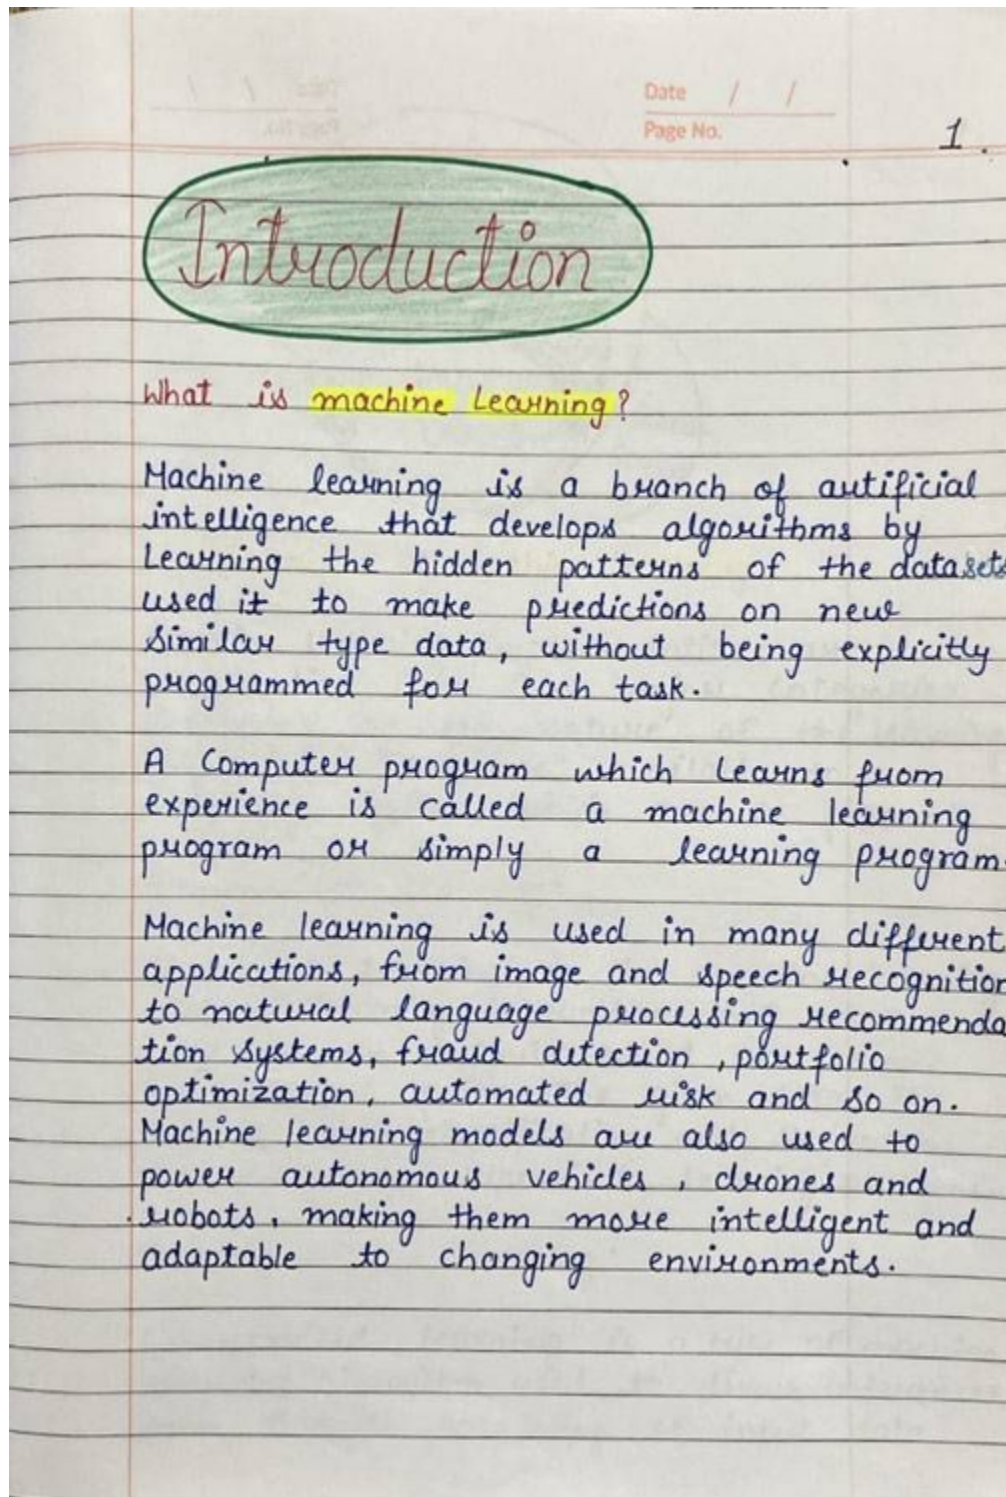 Date / /
Page No.
1.
Introduction
What is machine Learning?
Machine learning is a branch of artificial
intelligence that develops algorithms by
Learning the hidden patterns of the datasets
used it to make predictions on new
similar type data, without being explicitly
programmed for each task.
A Computer program which learns from
experience is called a machine learning
program or simply a learning program.
Machine learning is used in many different
applications, from image and speech recognition
to natural language processing recommenda
tion systems, fraud detection, portfolio
optimization, automated risk and so on.
Machine learning models are also used to
power autonomous vehicles, drones and
robots, making them more intelligent and
adaptable to changing environments.